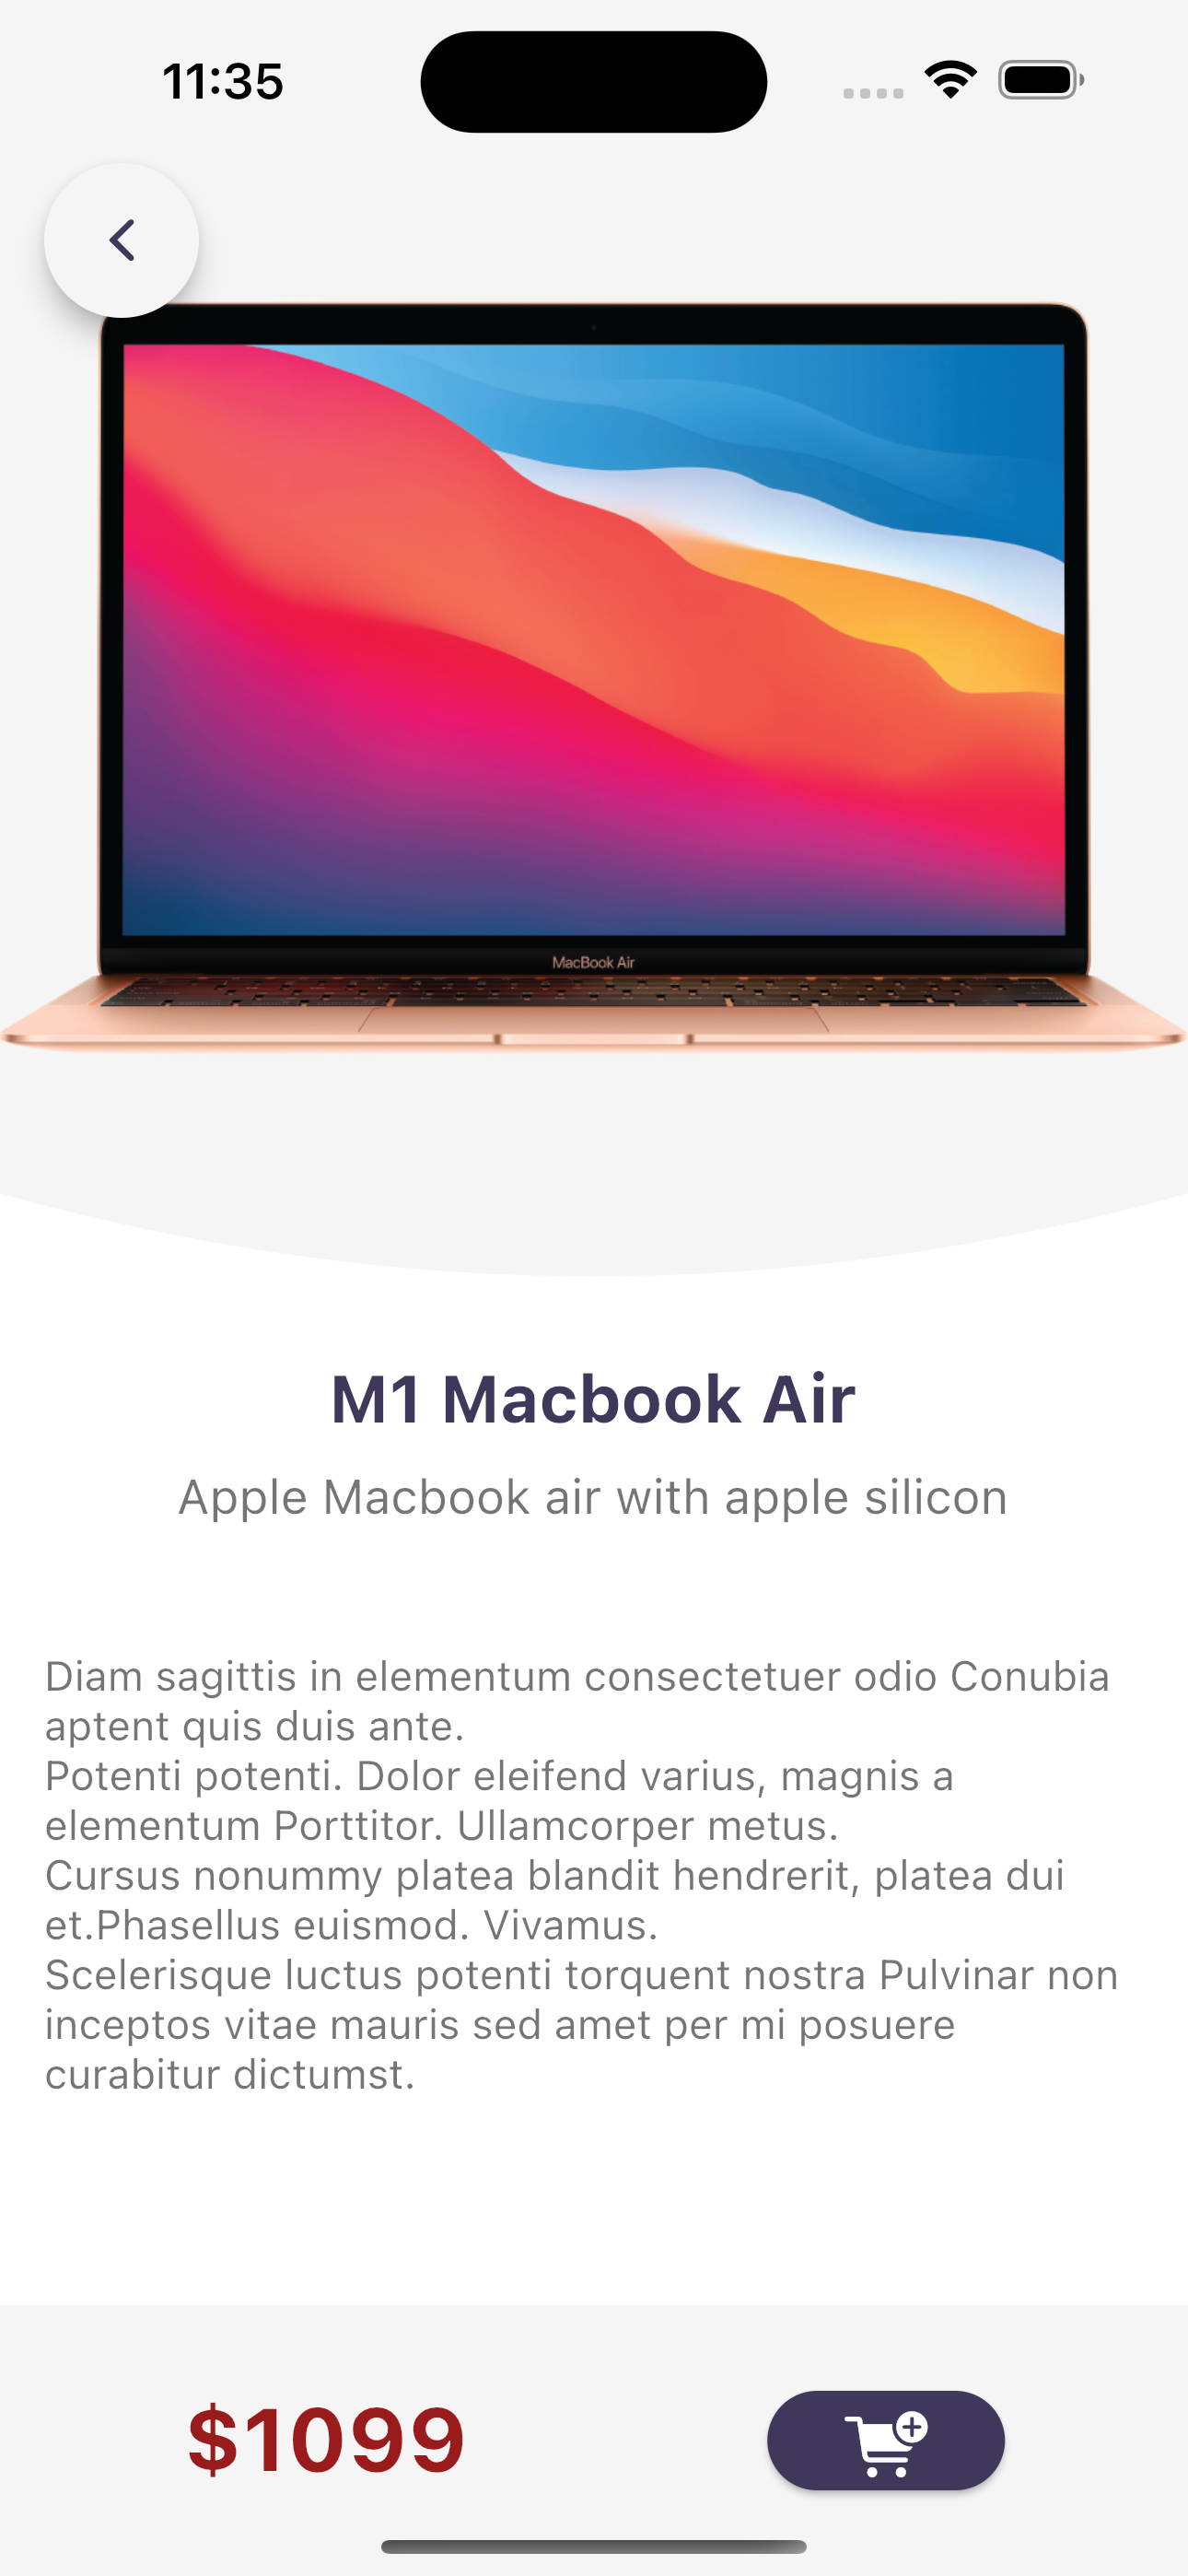 11:35
MacBook Air
M1 Macbook Air
Apple Macbook air with apple silicon
Diam sagittis in elementum consectetuer odio Conubia
aptent quis duis ante.
Potenti potenti. Dolor eleifend varius, magnis a
elementum Porttitor. Ullamcorper metus.
Cursus nonummy platea blandit hendrerit, platea dui
et.Phasellus euismod. Vivamus.
Scelerisque luctus potenti torquent nostra Pulvinar non
inceptos vitae mauris sed amet per mi posuere
curabitur dictumst.
$1099